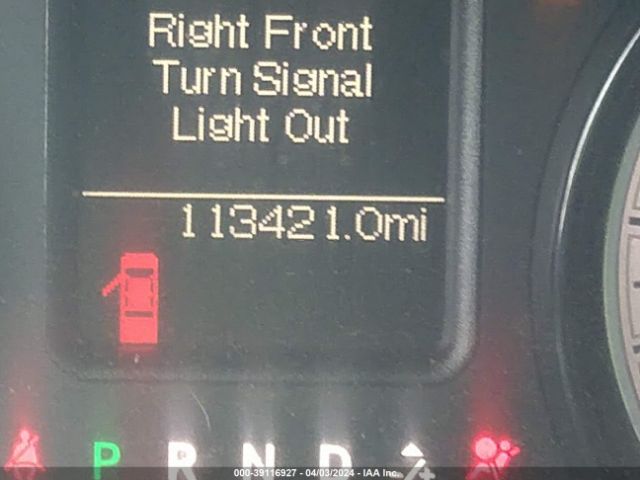 Right Front
Turn Signal
Light Out
113421.0mi
P R N D
000-39116927 - 04/03/2024 - IAA Inc.